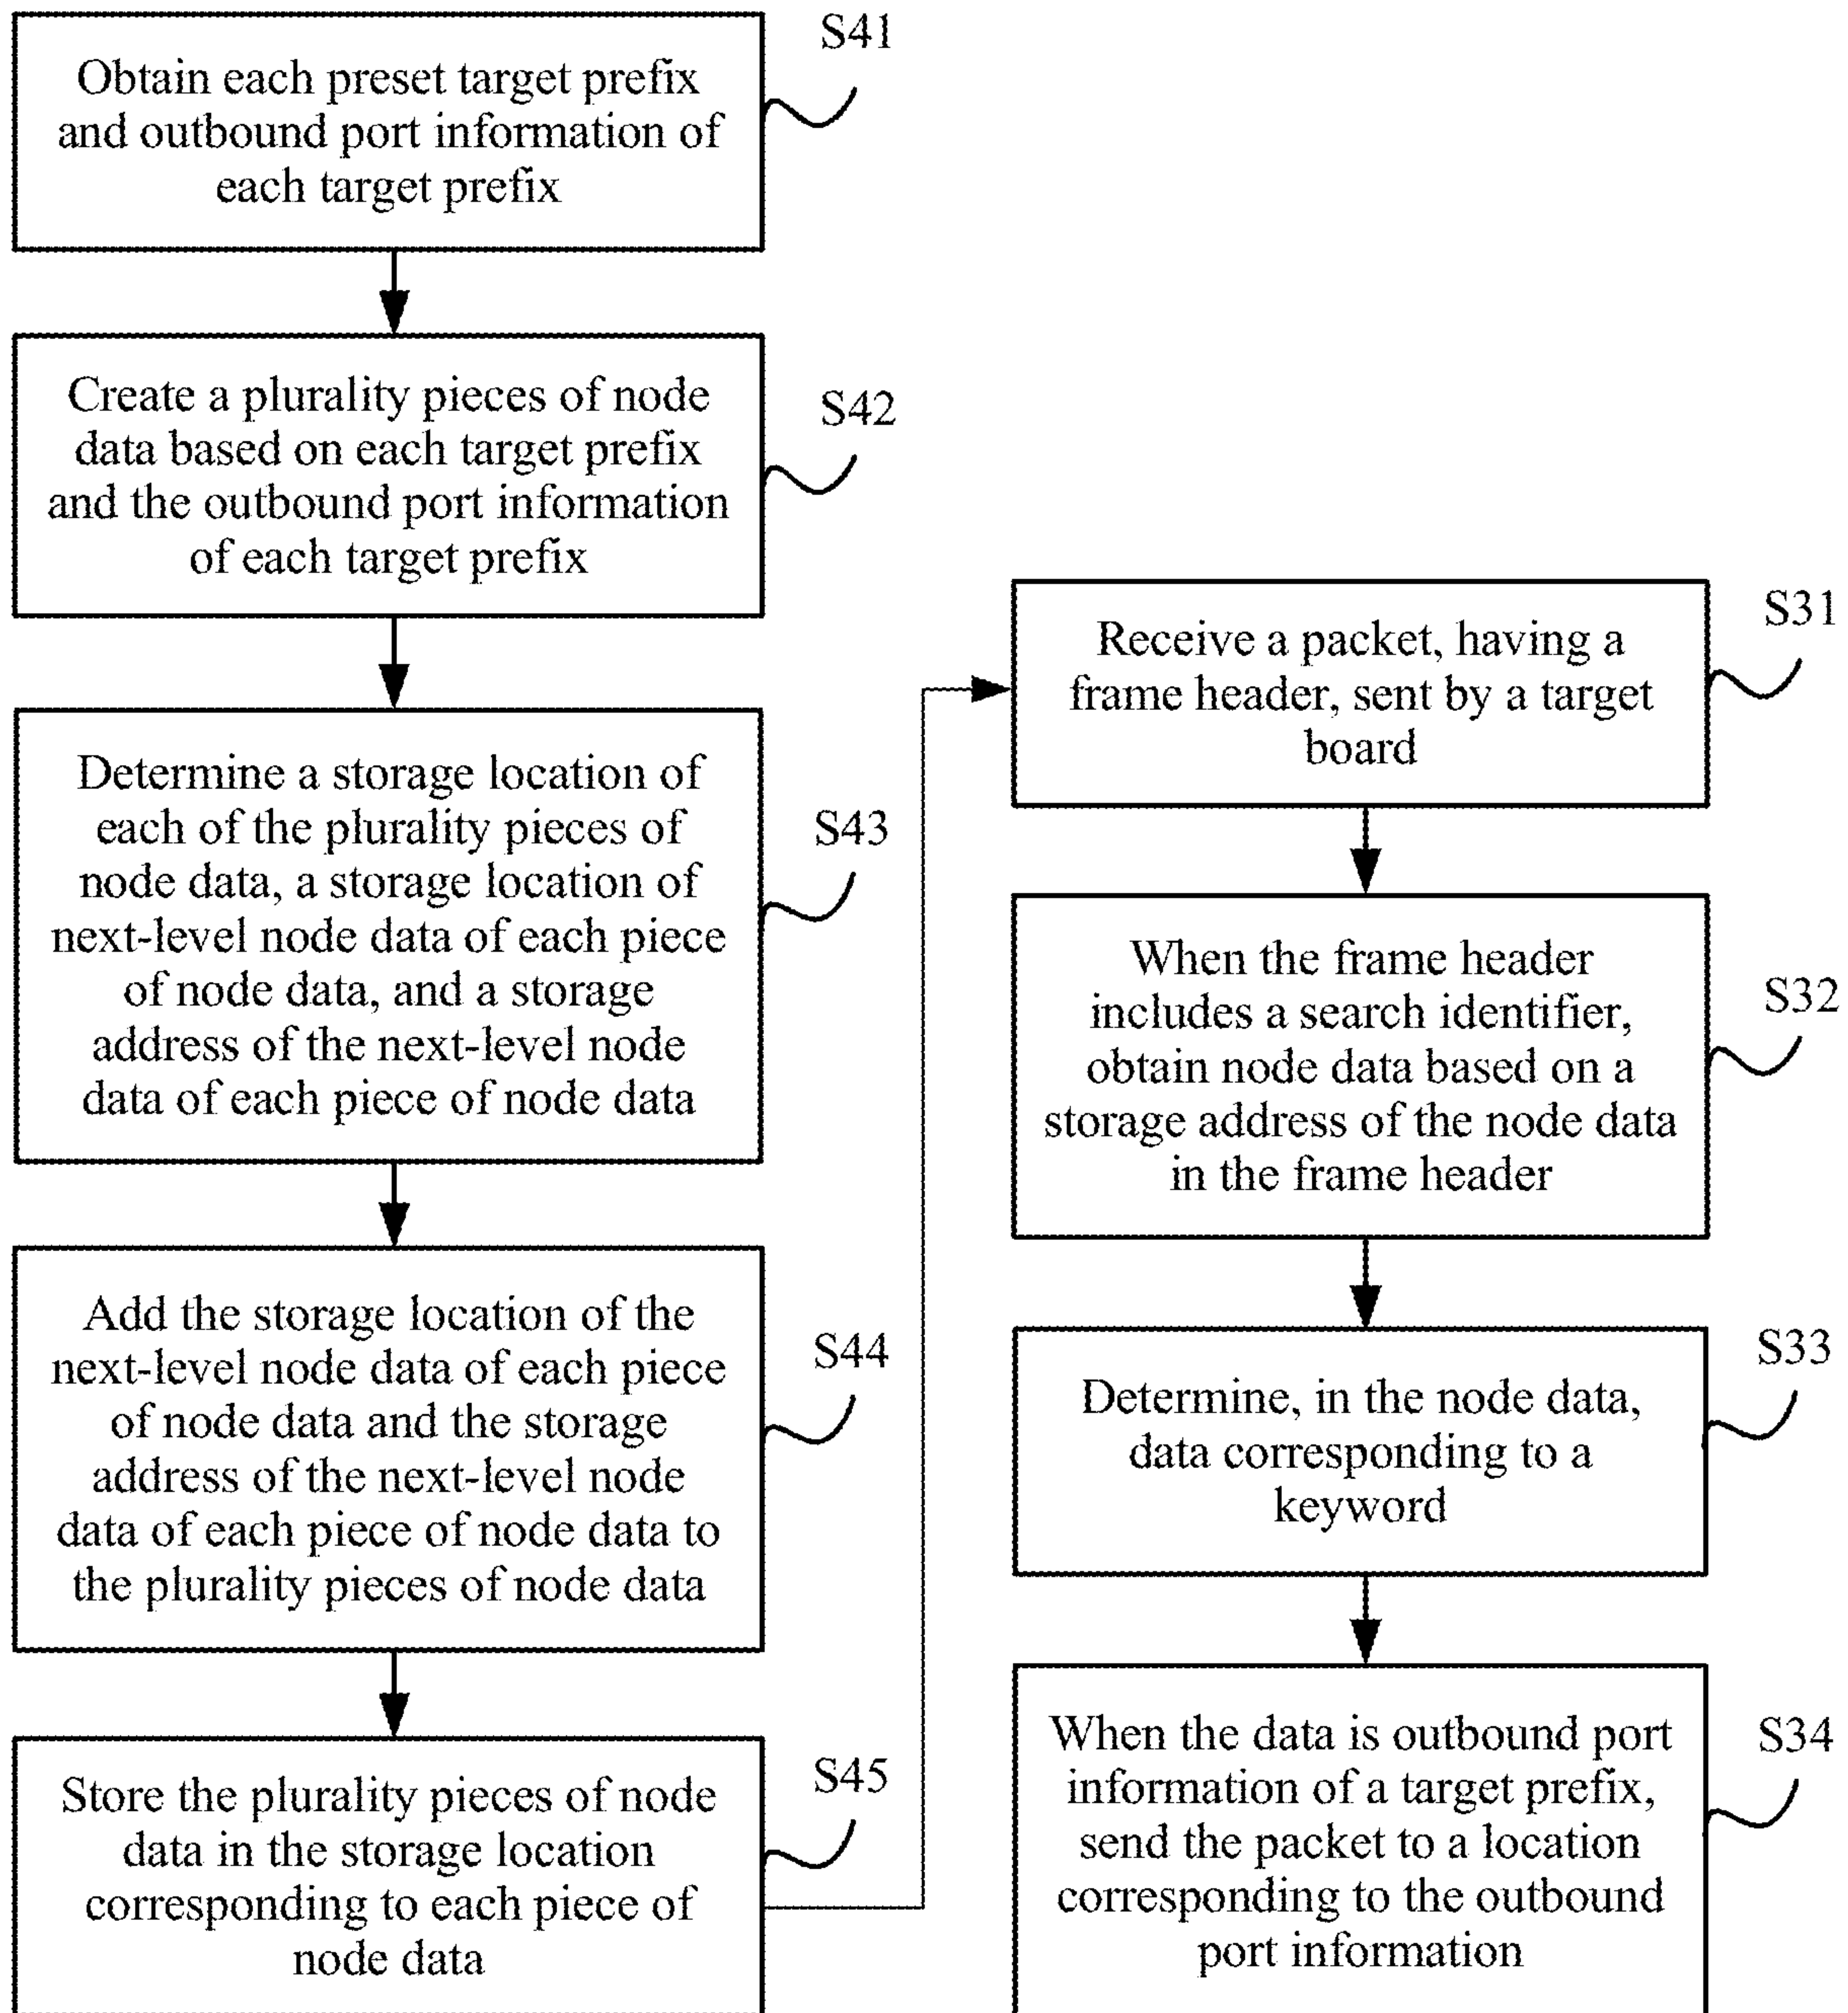 S41
Obtain each preset target prefix
and outbound port information of
each target prefix
S42
Create a plurality pieces of node
data based on each target prefix
and the outbound port information
of each target prefix
S43
Determine a storage location of
each of the plurality pieces of
node data, a storage location of
next-level node data of each piece
of node data, and a storage
address of the next-level node
data of each piece of node data
S44
Add the storage location of the
next-level node data of each piece
of node data and the storage
address of the next-level node
data of each piece of node data to
the plurality pieces of node data
S45
Store the plurality pieces of node
data in the storage location
corresponding to each piece of
node data
S31
Receive a packet, having a
frame header, sent by a target
board
S32
When the frame header
includes a search identifier,
obtain node data based on a
storage address of the node data
in the frame header
S33
Determine, in the node data,
data corresponding to a
keyword
S34
When the data is outbound port
information of a target prefix,
send the packet to a location
corresponding to the outbound
port information